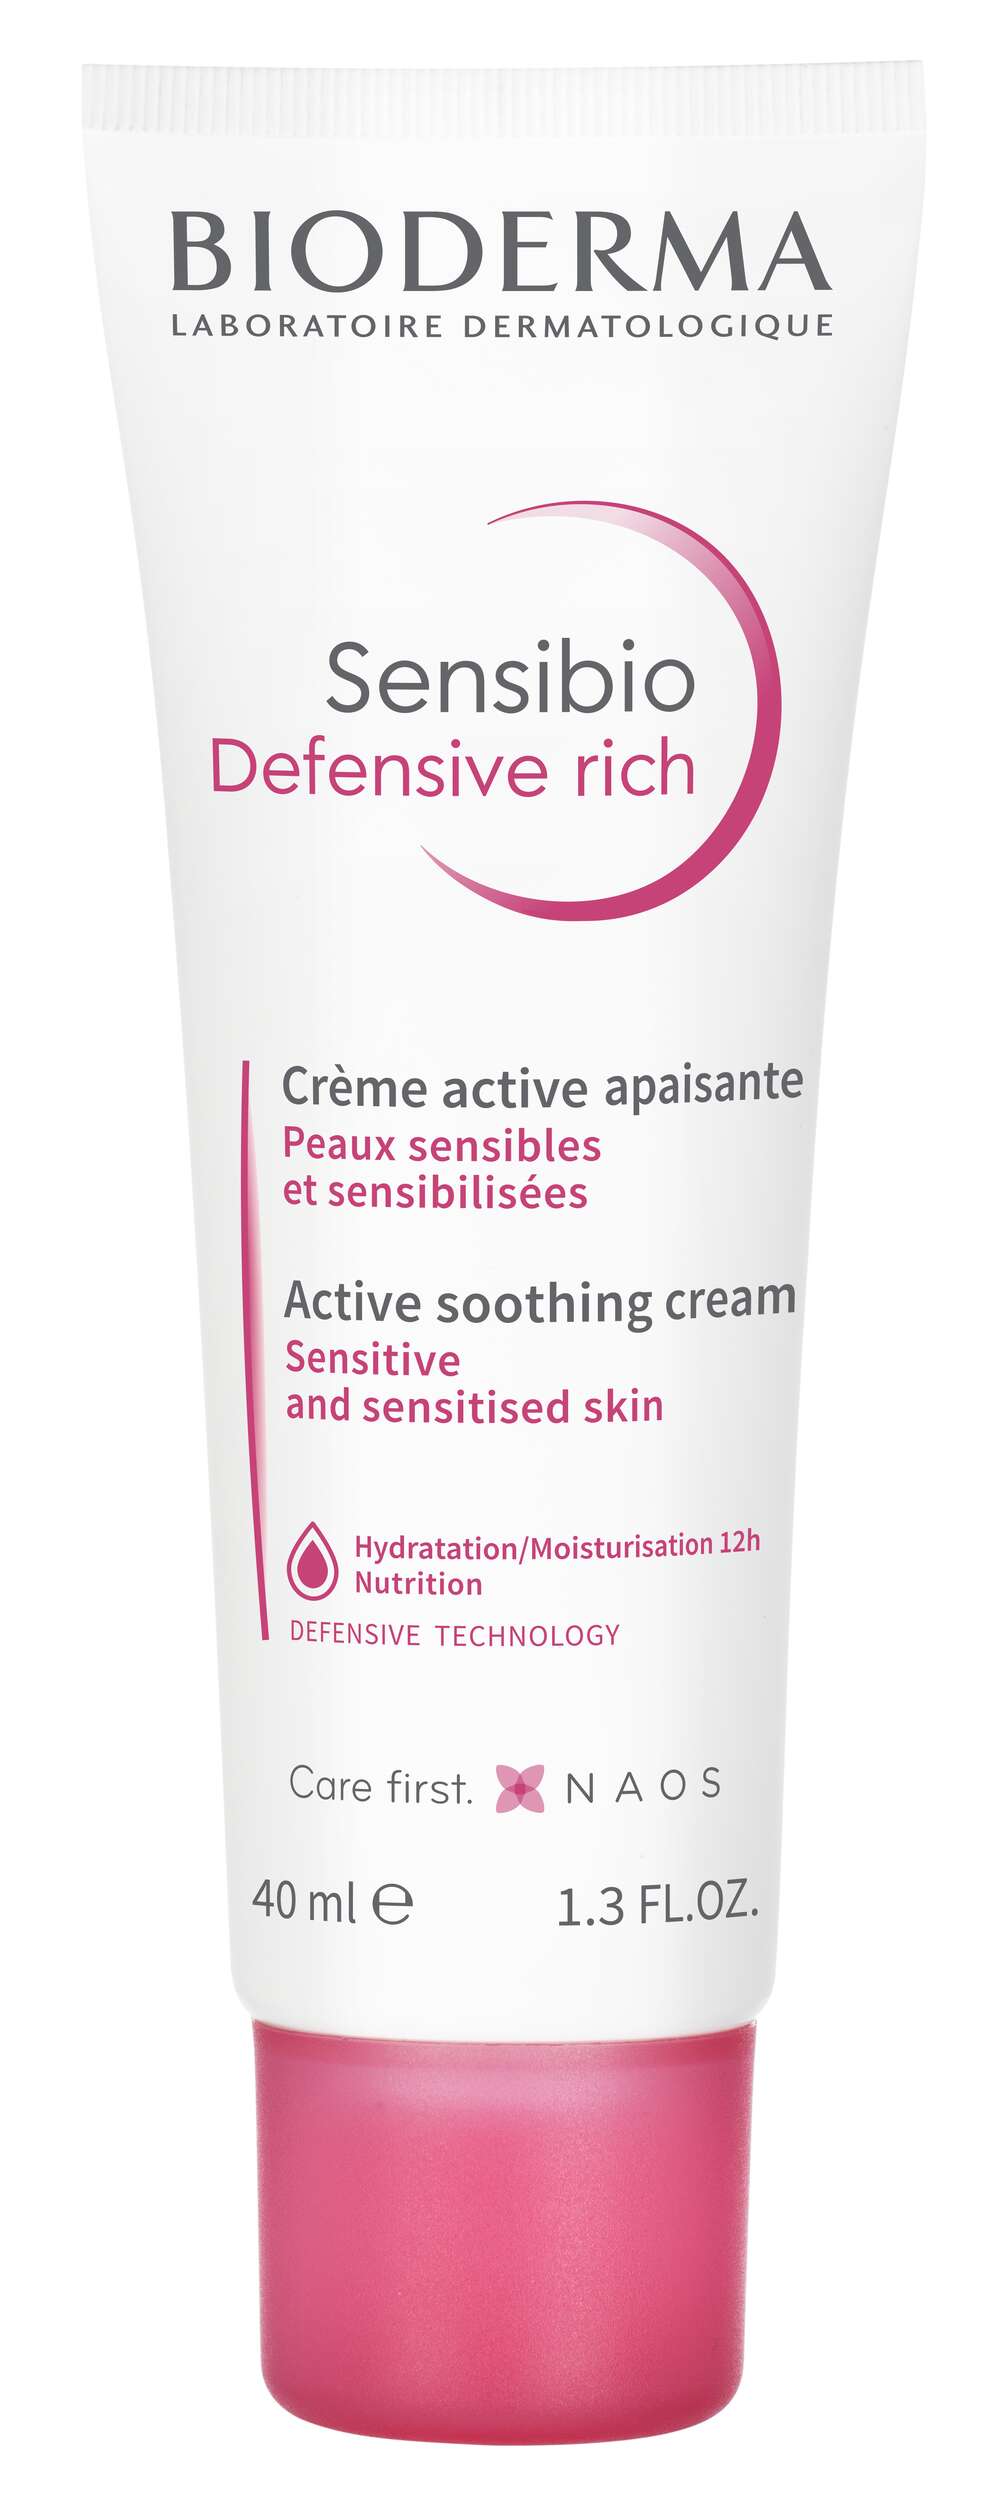 BIODERMA
LABORATOIRE DERMATOLOGIQUE
Sensibio
Defensive rich
Crème active apaisante
Peaux sensibles
et sensibilisées
Active soothing cream
Sensitive
and sensitised skin
Hydratation/Moisturisation 12h
Nutrition
DEFENSIVE TECHNOLOGY
Care first. NAOS
40 ml ℮ 1.3 FL.OZ.